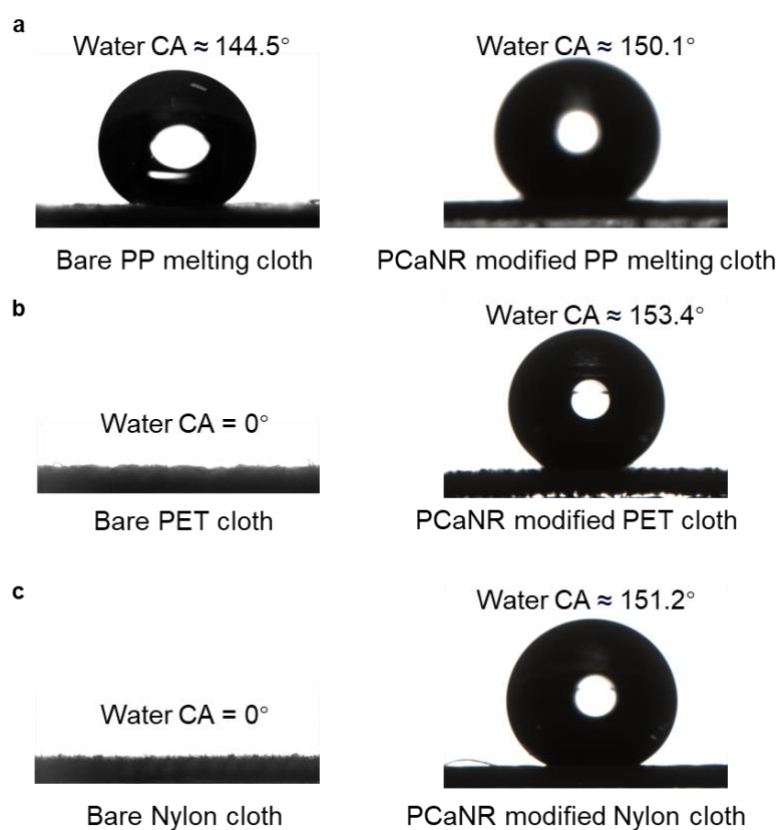 a
Water CA ≈ 144.5°
Water CA ≈ 150.1°
Bare PP melting cloth
PCaNR modified PP melting cloth
b
Water CA = 0°
Water CA ≈ 153.4°
Bare PET cloth
PCaNR modified PET cloth
c
Water CA = 0°
Water CA ≈ 151.2°
Bare Nylon cloth
PCaNR modified Nylon cloth